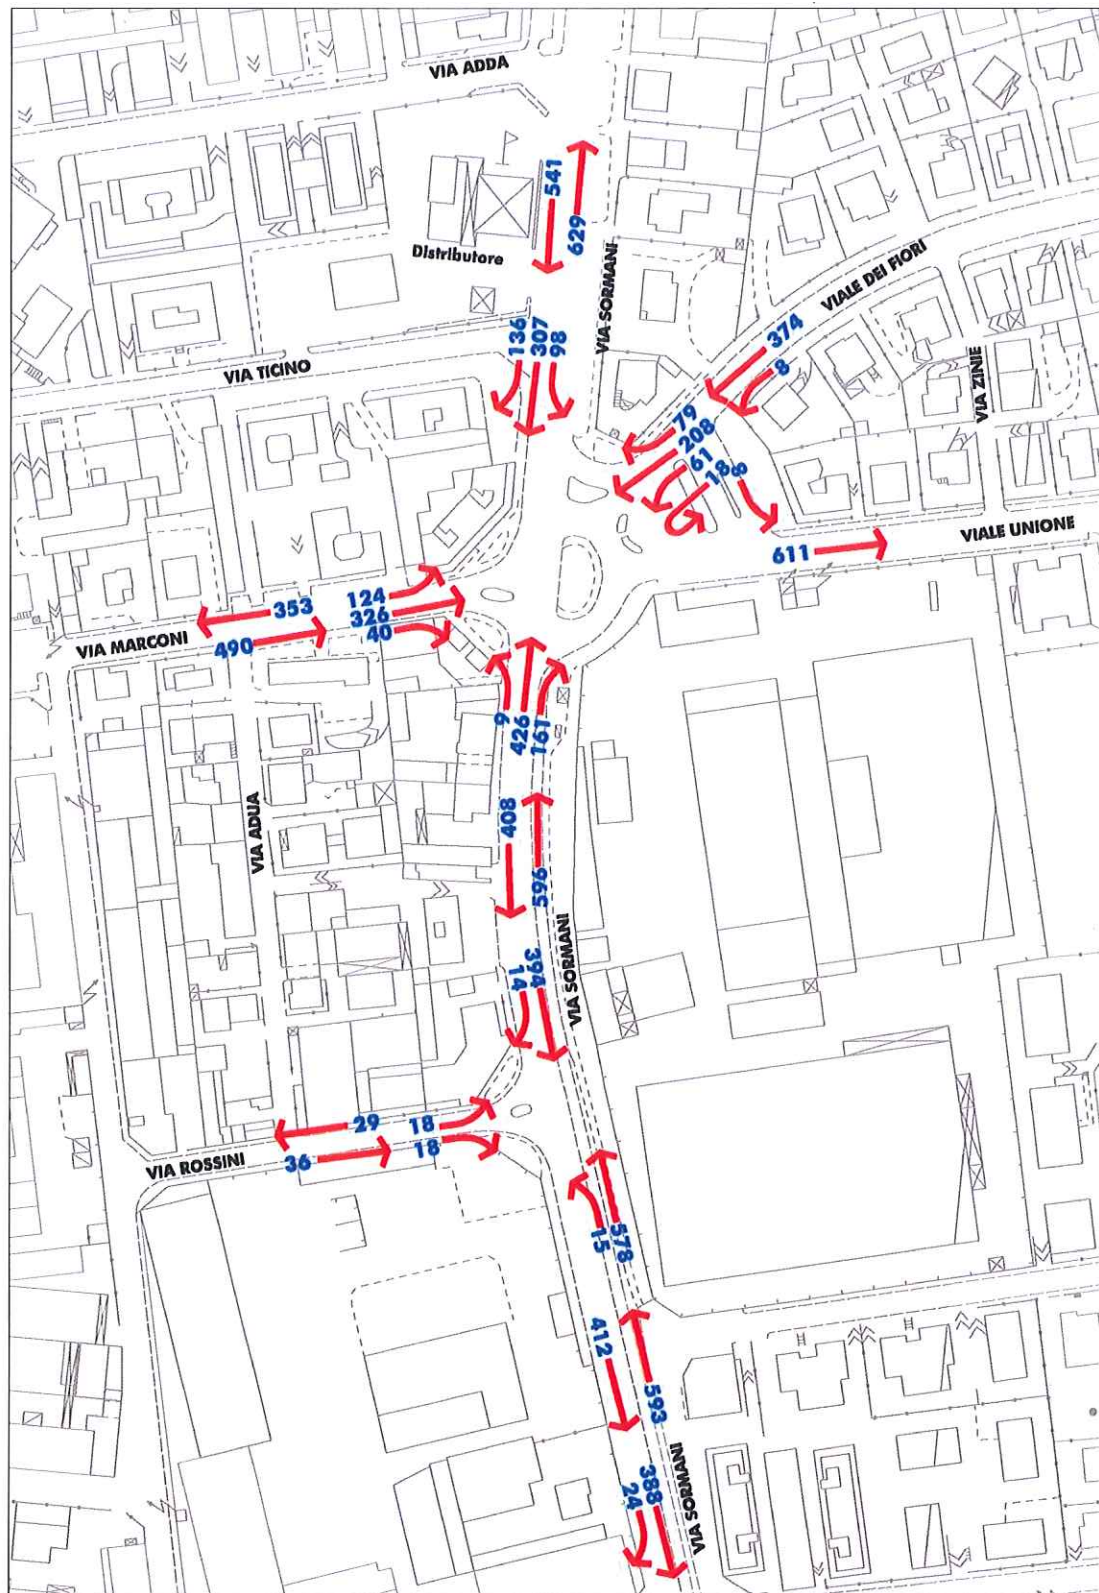 VIA ADDA
541
629
Distributore
VIA SORMANI
VIALE DEI FIORI
136
307
98
374
8
VIA TICINO
VIA ZINIE
79
208
61
18
8
VIALE UNIONE
611
353
124
326
40
VIA MARCONI
490
9
426
161
VIA ADUA
408
596
VIA SORMANI
14
394
29
18
VIA ROSSINI
36
18
15
578
412
593
VIA SORMANI
24
388